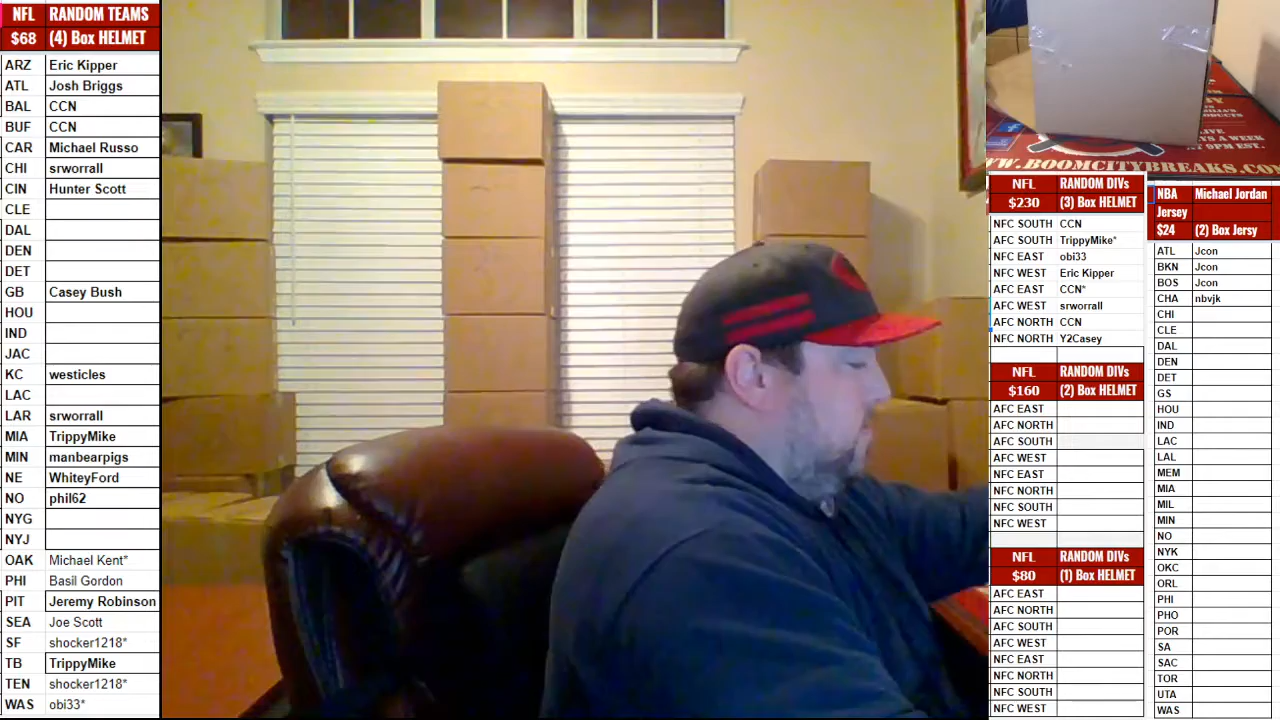 NFL RANDOM TEAMS
$68 (4) Box HELMET
ARZ Eric Kipper
ATL Josh Briggs
BAL CCN
BUF CCN
CAR Michael Russo
CHI srworrall
CIN Hunter Scott
CLE
DAL
DEN
DET
GB Casey Bush
HOU
IND
JAC
KC westicles
LAC
LAR srworrall
MIA TrippyMike
MIN manbearpigs
NE WhiteyFord
NO phil62
NYG
NYJ
OAK Michael Kent*
PHI Basil Gordon
PIT Jeremy Robinson
SEA Joe Scott
SF shocker1218*
TB TrippyMike
TEN shocker1218*
WAS obi33*
WWW.BOOMCITYBREAKS.CO
NFL RANDOM DIVs
$230 (3) Box HELMET
NFC SOUTH CCN
AFC SOUTH TrippyMike*
NFC EAST obi33
NFC WEST Eric Kipper
AFC EAST CCN*
AFC WEST srworrall
AFC NORTH CCN
NFC NORTH Y2Casey
NFL RANDOM DIVs
$160 (2) Box HELMET
AFC EAST
AFC NORTH
AFC SOUTH
AFC WEST
NFC EAST
NFC NORTH
NFC SOUTH
NFC WEST
NFL RANDOM DIVs
$80 (1) Box HELMET
AFC EAST
AFC NORTH
AFC SOUTH
AFC WEST
NFC EAST
NFC NORTH
NFC SOUTH
NFC WEST
NBA Michael Jordan
Jersey
$24 (2) Box Jersy
ATL Jcon
BKN Jcon
BOS Jcon
CHA nbvjk
CHI
CLE
DAL
DEN
DET
GS
HOU
IND
LAC
LAL
MEM
MIA
MIL
MIN
NO
NYK
OKC
ORL
PHI
PHO
POR
SA
SAC
TOR
UTA
WAS